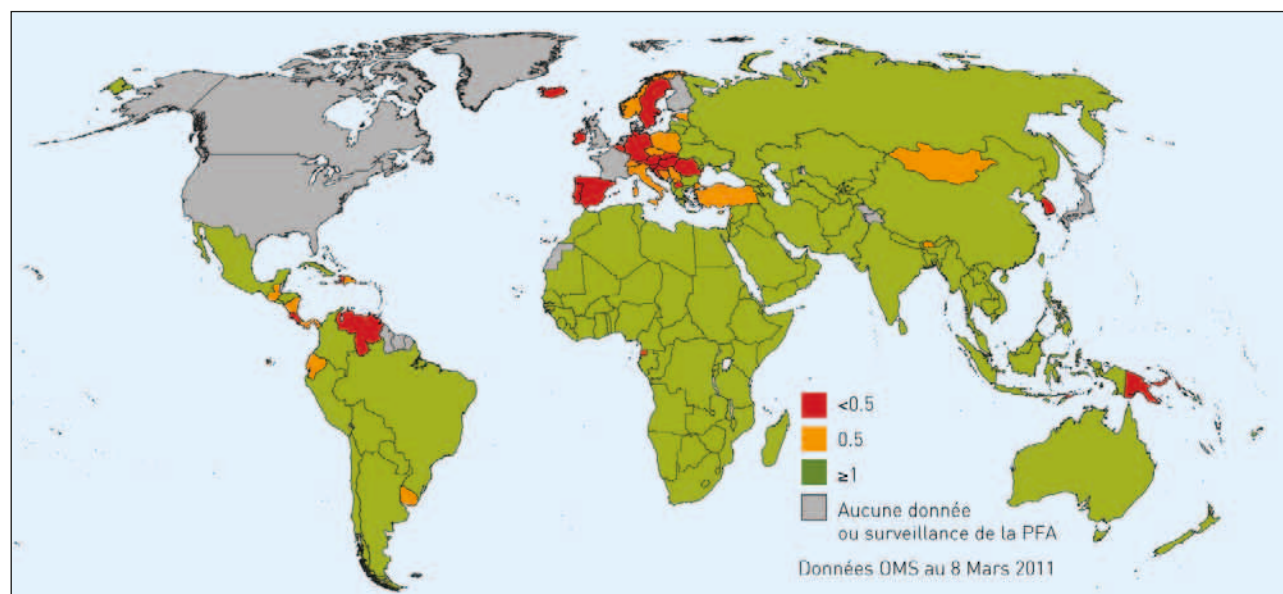 <0.5
0.5
≥1
Aucune donnée
ou surveillance de la PFA
Données OMS au 8 Mars 2011